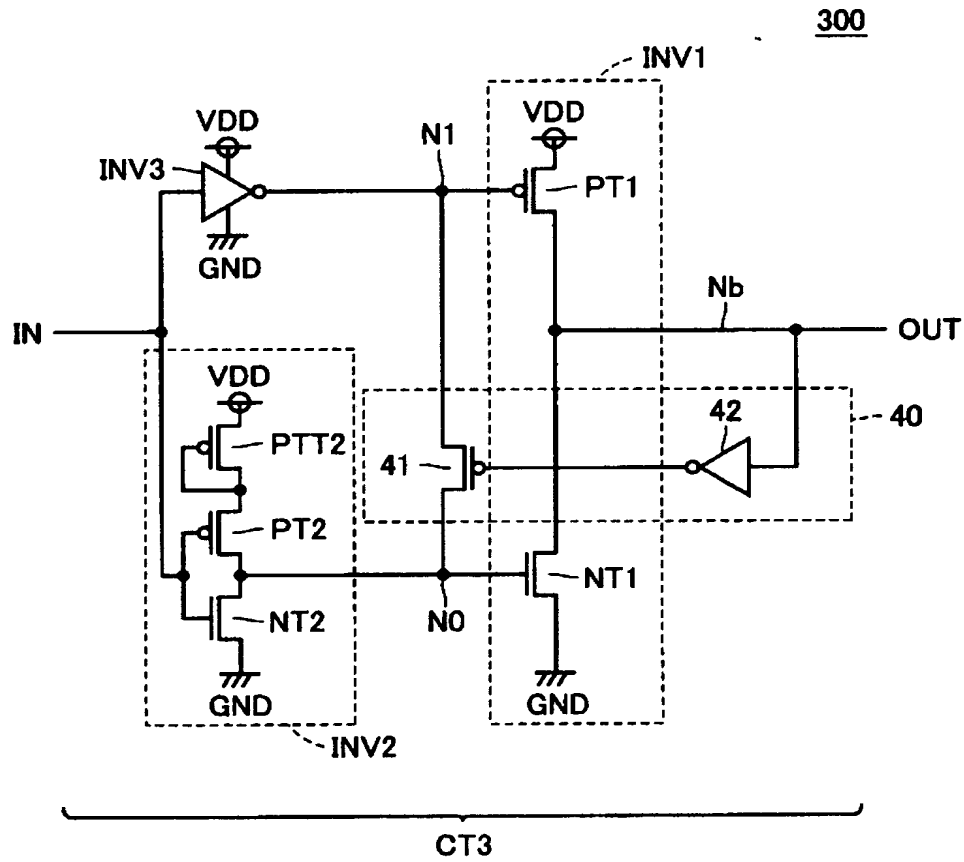 300
INV1
VDD
N1
VDD
INV3
PT1
GND
Nb
IN
OUT
VDD
42
40
PTT2
41
PT2
NT1
NT2
N0
GND
GND
INV2
CT3